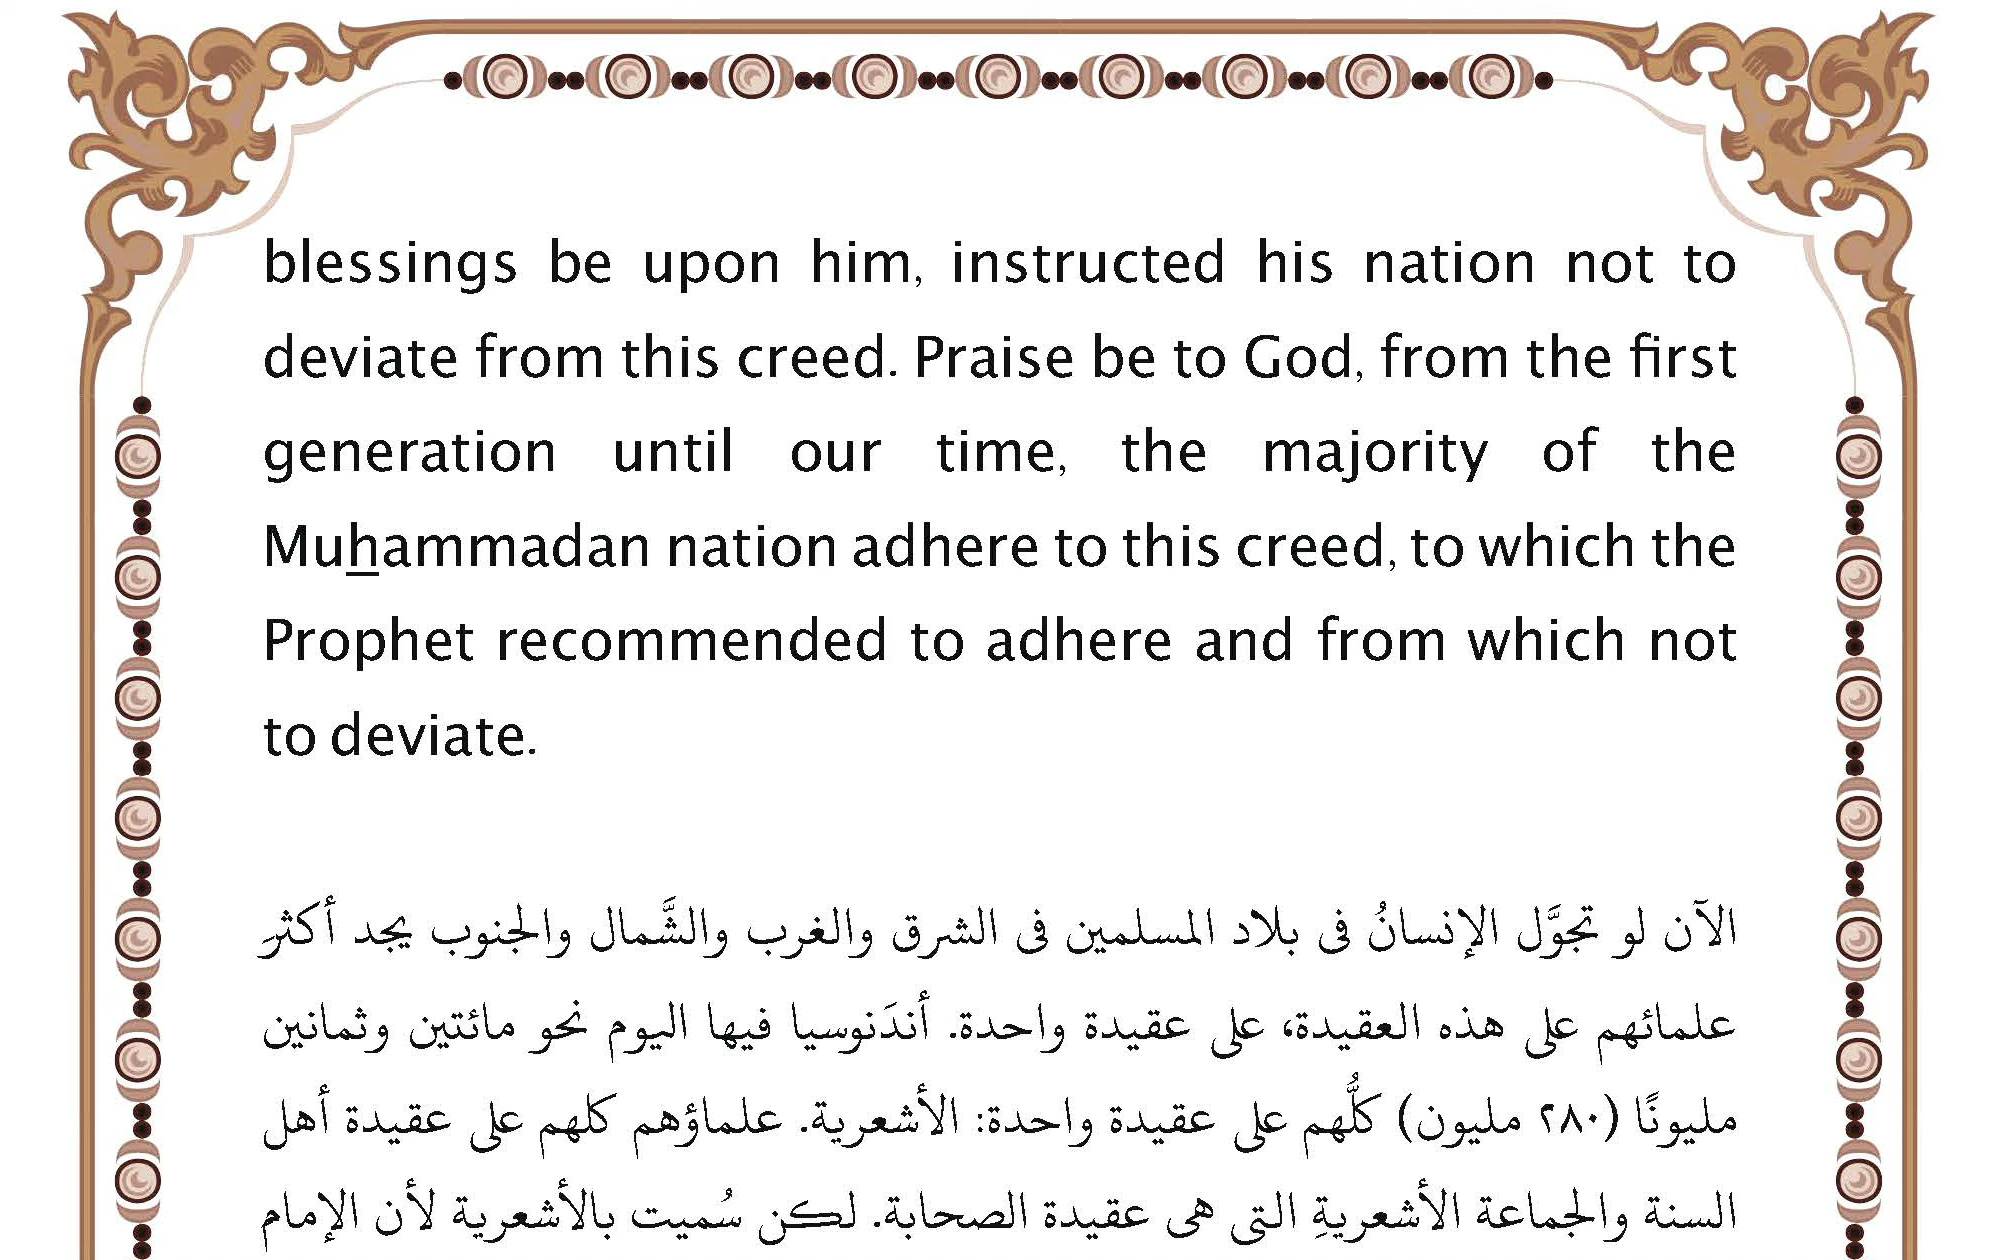 blessings be upon him, instructed his nation not to
deviate from this creed. Praise be to God, from the first
generation until our time, the majority of the
Muẖammadan nation adhere to this creed, to which the
Prophet recommended to adhere and from which not
to deviate.
الآن لو تجوَّل الإنسانُ فى بلاد المسلمين فى الشرق والغرب والشَّمال والجنوب يجد أكثرِ
علمائهم على هذه العقيدة، على عقيدة واحدة. أندَنوسيا فيها اليوم نحو مائتين وثمانين
مليونًا (٢٨٠ مليون) كلُّهم على عقيدة واحدة: الأشعرية. علماؤهم كلهم على عقيدة أهل
السنة والجماعة الأشعريةِ التى هى عقيدة الصحابة. لكن سُميت بالأشعرية لأن الإمام